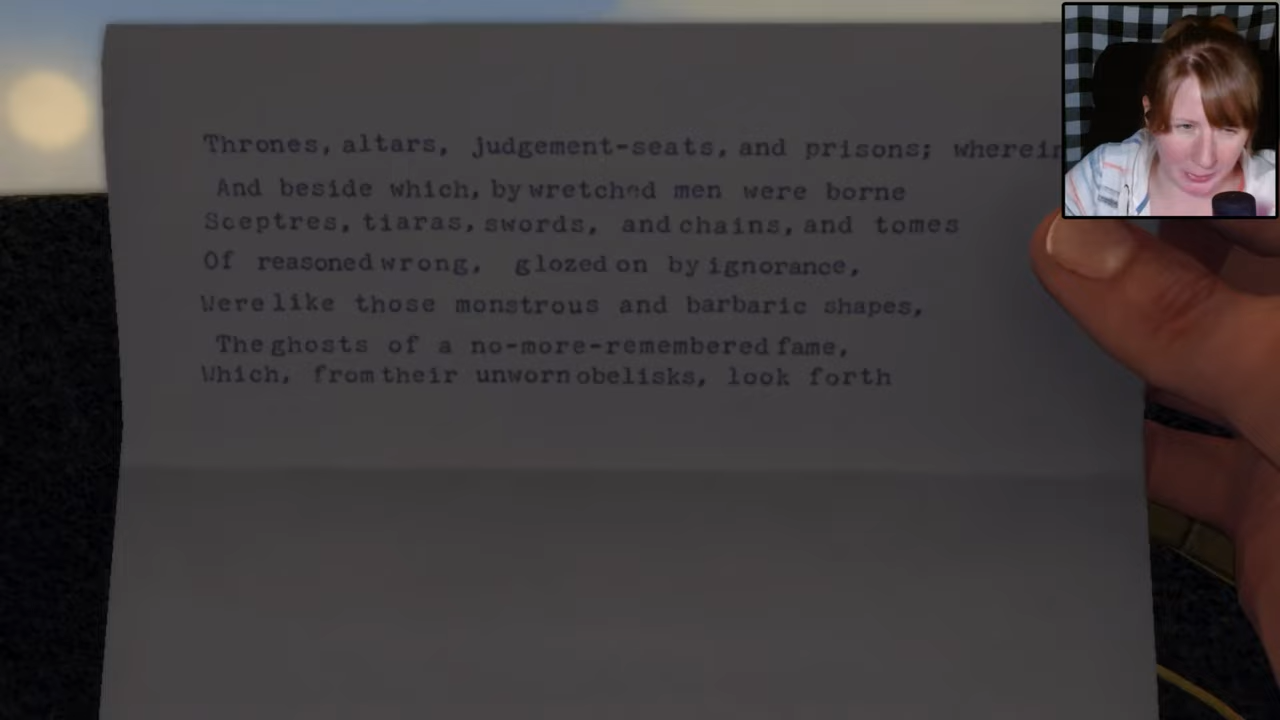 Thrones, altars, judgement-seats, and prisons; wherein
And beside which, by wretched men were borne
Sceptres, tiaras, swords, and chains, and tomes
Of reasoned wrong, glozed on by ignorance,
Were like those monstrous and barbaric shapes,
The ghosts of a no-more-remembered fame,
Which, from their unworn obelisks, look forth